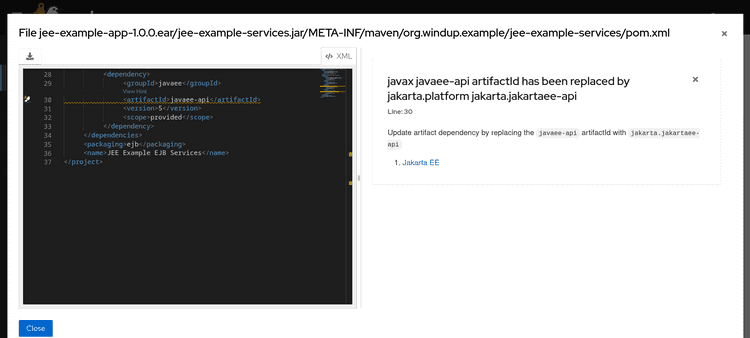 File jee-example-app-1.0.0.ear/jee-example-services.jar/META-INF/maven/org.windup.example/jee-example-services/pom.xml
</> XML
28 <dependency>
29 <groupId>javaee</groupId>
View Hint
30 <artifactId>javaee-api</artifactId>
31 <version>5</version>
32 <scope>provided</scope>
33 </dependency>
34 </dependencies>
35 <packaging>ejb</packaging>
36 <name>JEE Example EJB Services</name>
37 </project>
javax javaee-api artifactId has been replaced by
jakarta.platform jakarta.jakartaee-api
Line: 30
Update artifact dependency by replacing the javaee-api artifactId with jakarta.jakartaee-
api
1. Jakarta EE
Close